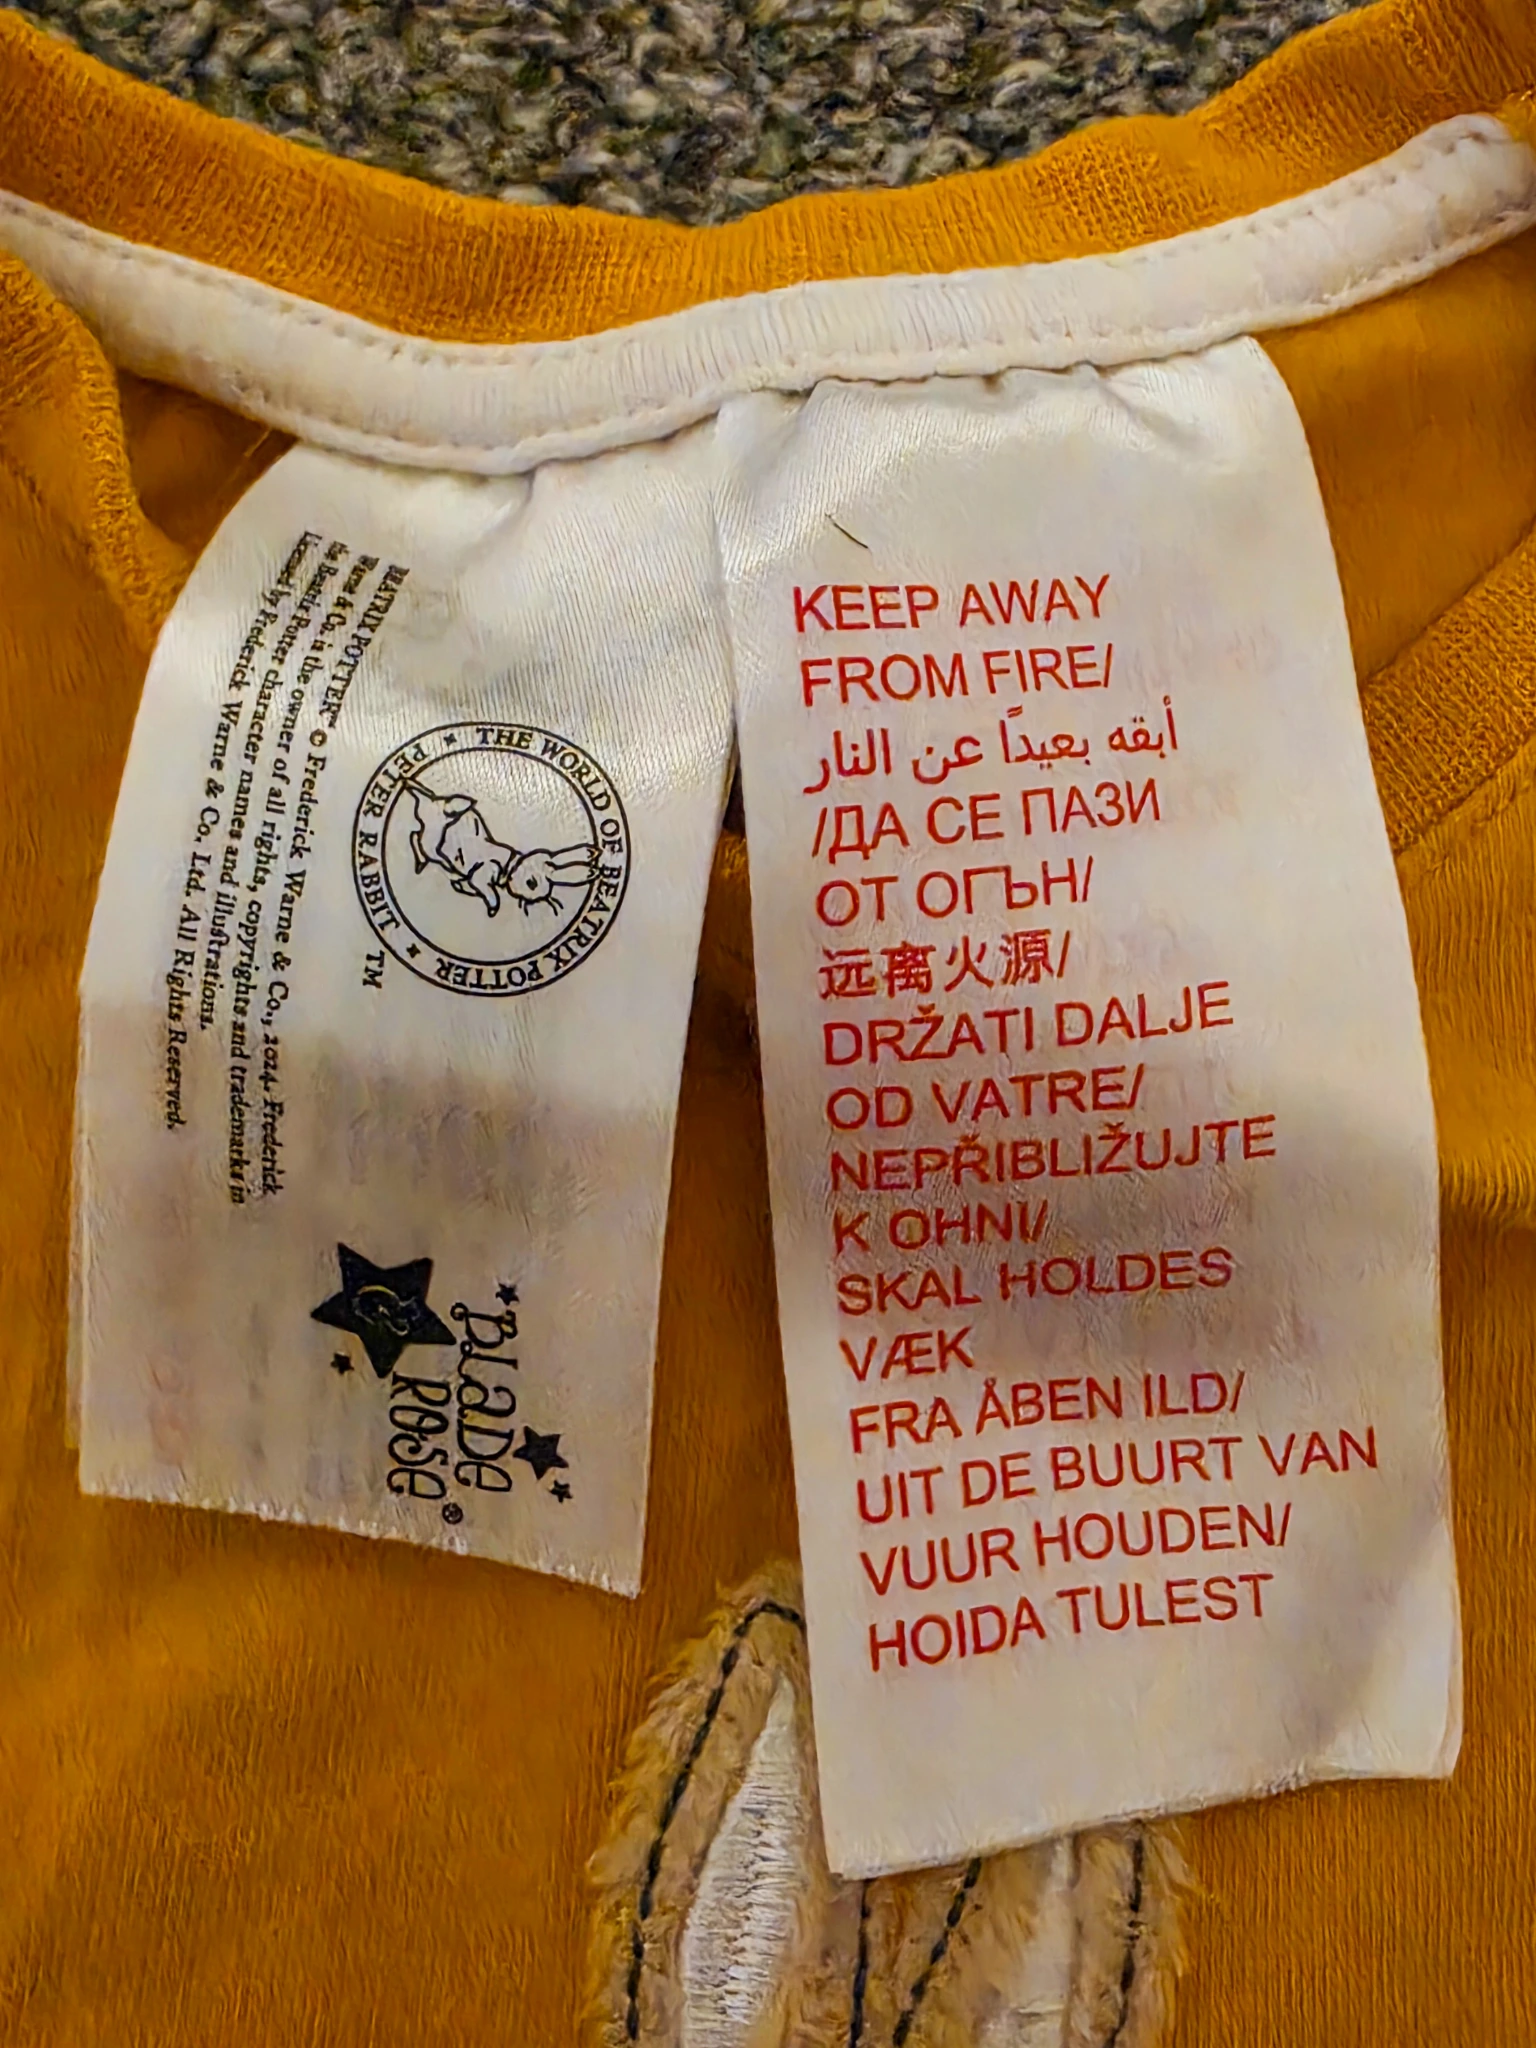 BEATRIX POTTER™ © Frederick Warne & Co., 2024. Frederick
Warne & Co. is the owner of all rights, copyrights and trademarks in
the Beatrix Potter character names and illustrations.
Licensed by Frederick Warne & Co. Ltd. All Rights Reserved.
THE WORLD OF BEATRIX POTTER
PETER RABBIT ™
BLADE
ROSE ®
KEEP AWAY
FROM FIRE/
أبقه بعيداً عن النار
/ДА СЕ ПАЗИ
ОТ ОГЪН/
远离火源/
DRŽATI DALJE
OD VATRE/
NEPŘIBLIŽUJTE
K OHNI/
SKAL HOLDES
VÆK
FRA ÅBEN ILD/
UIT DE BUURT VAN
VUUR HOUDEN/
HOIDA TULEST